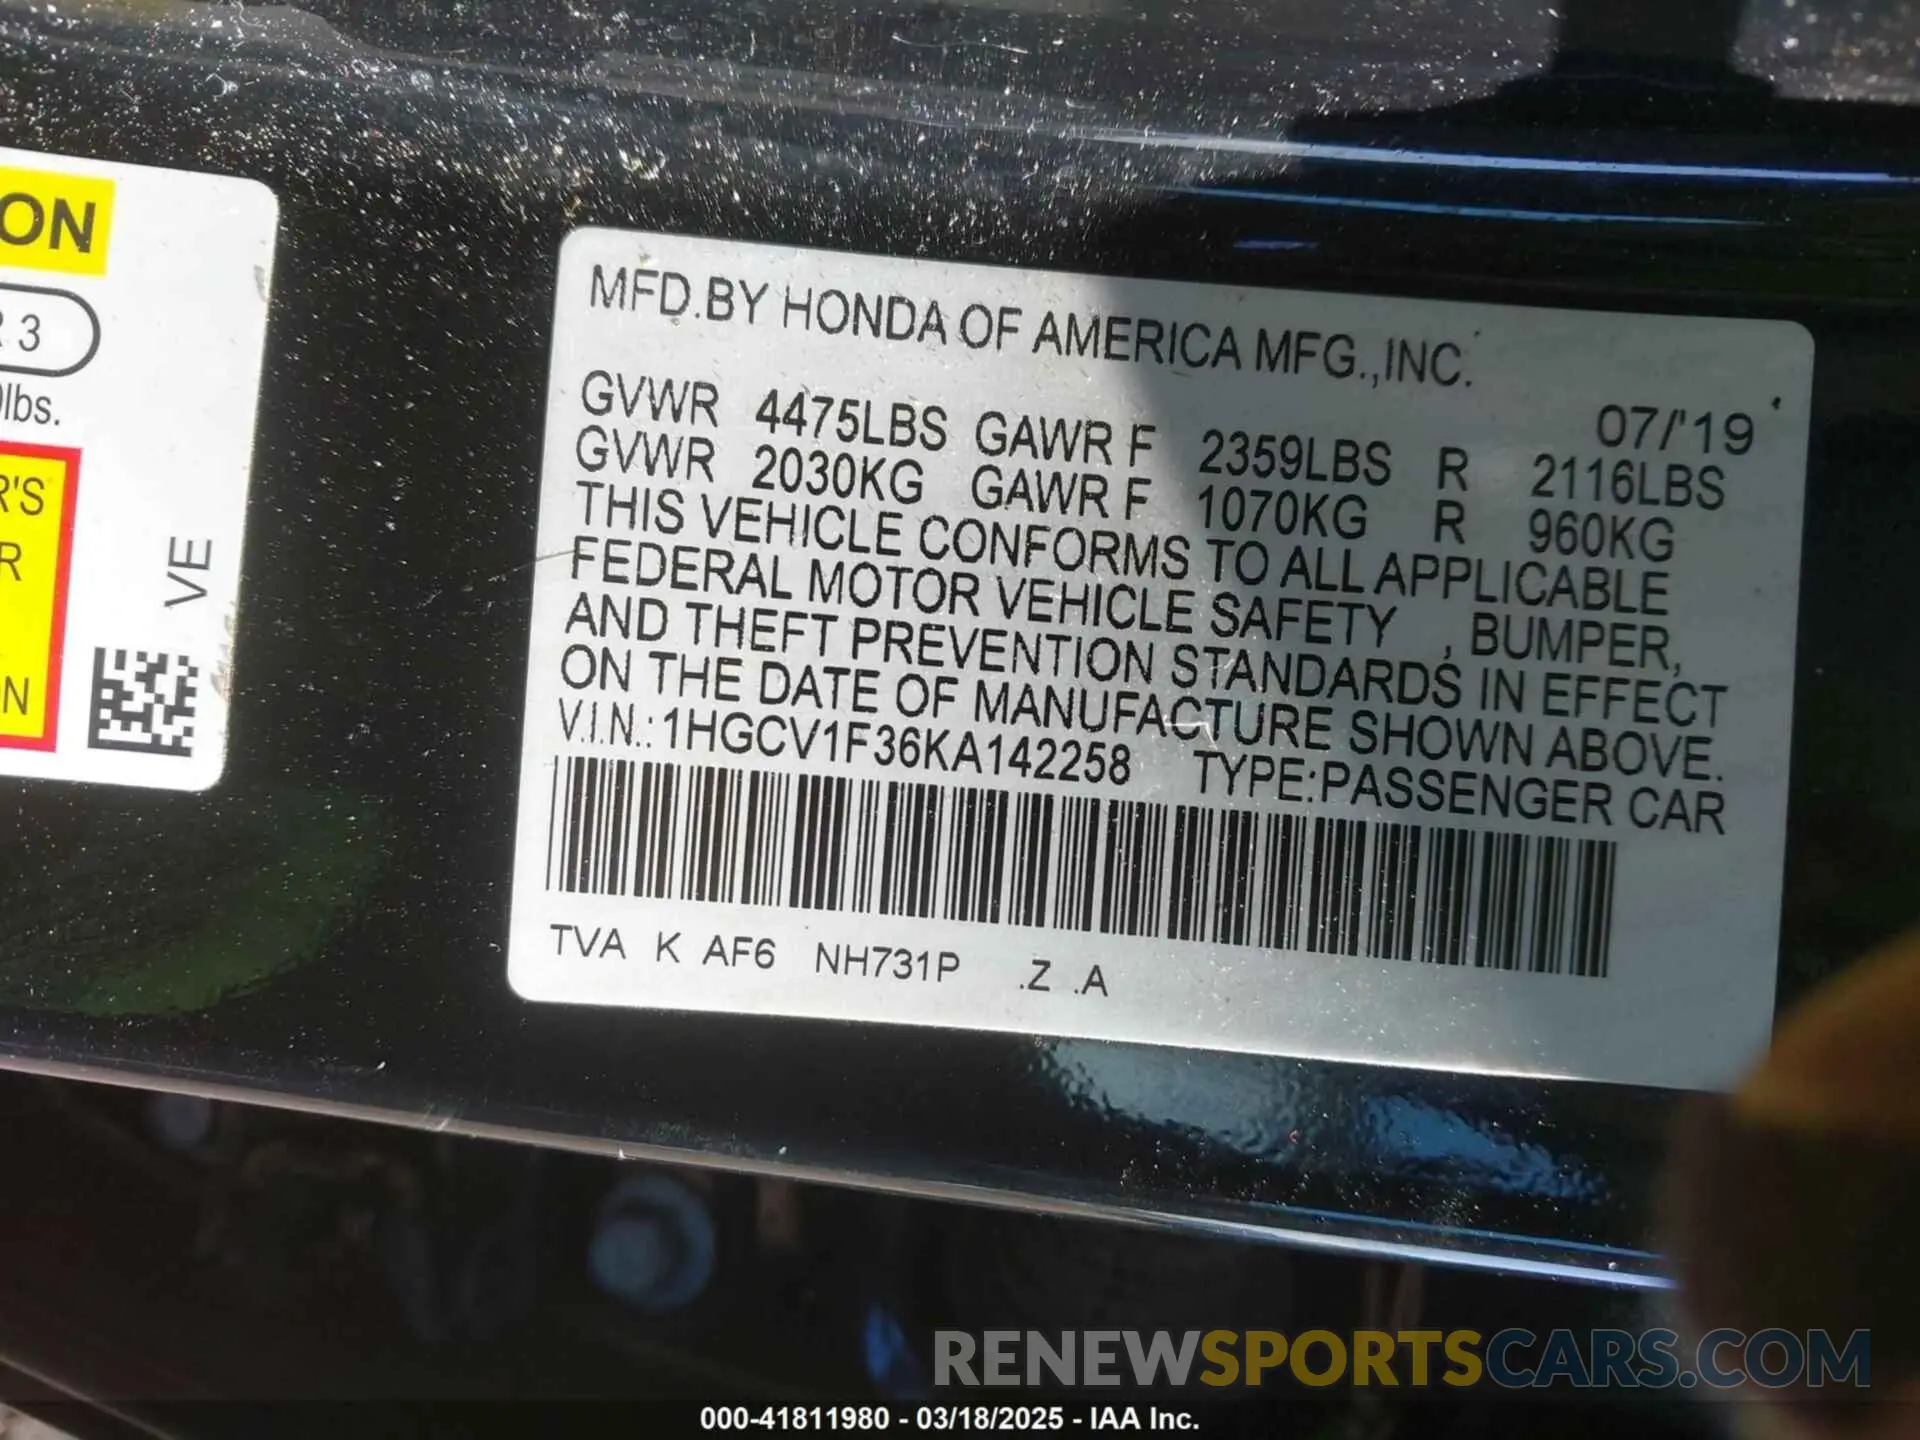 ON
R 3
lbs.
R'S
R
ON
VE
MFD.BY HONDA OF AMERICA MFG.,INC.
07/'19
GVWR 4475LBS GAWR F 2359LBS R 2116LBS
GVWR 2030KG GAWR F 1070KG R 960KG
THIS VEHICLE CONFORMS TO ALL APPLICABLE
FEDERAL MOTOR VEHICLE SAFETY , BUMPER,
AND THEFT PREVENTION STANDARDS IN EFFECT
ON THE DATE OF MANUFACTURE SHOWN ABOVE.
V.I.N.:1HGCV1F36KA142258 TYPE:PASSENGER CAR
TVA K AF6 NH731P .Z .A
RENEWSPORTSCARS.COM
000-41811980 - 03/18/2025 - IAA Inc.